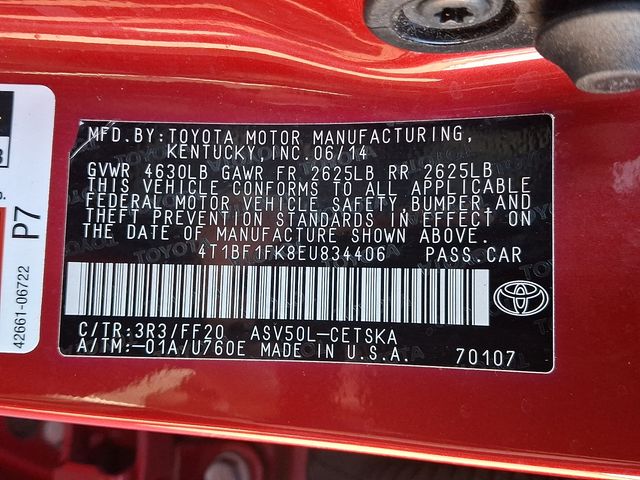 MFD.BY:TOYOTA MOTOR MANUFACTURING,
KENTUCKY,INC.06/14
GVWR 4630LB GAWR FR 2625LB RR 2625LB
THIS VEHICLE CONFORMS TO ALL APPLICABLE
FEDERAL MOTOR VEHICLE SAFETY,BUMPER,AND
THEFT PREVENTION STANDARDS IN EFFECT ON
THE DATE OF MANUFACTURE SHOWN ABOVE.
4T1BF1FK8EU834406 PASS.CAR
C/TR:3R3/FF20 ASV50L-CETSKA
A/TM:-01A/U760E MADE IN U.S.A. 70107
P7
42661-06722